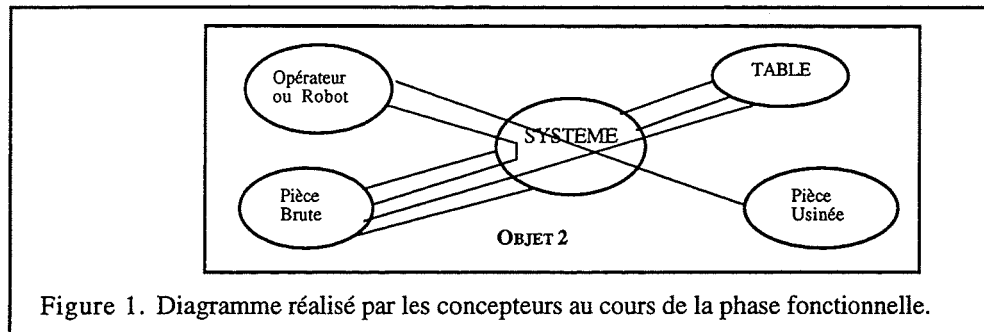 Opérateur
ou Robot
TABLE
SYSTEME
Pièce
Brute
Pièce
Usinée
OBJET 2
Figure 1. Diagramme réalisé par les concepteurs au cours de la phase fonctionnelle.